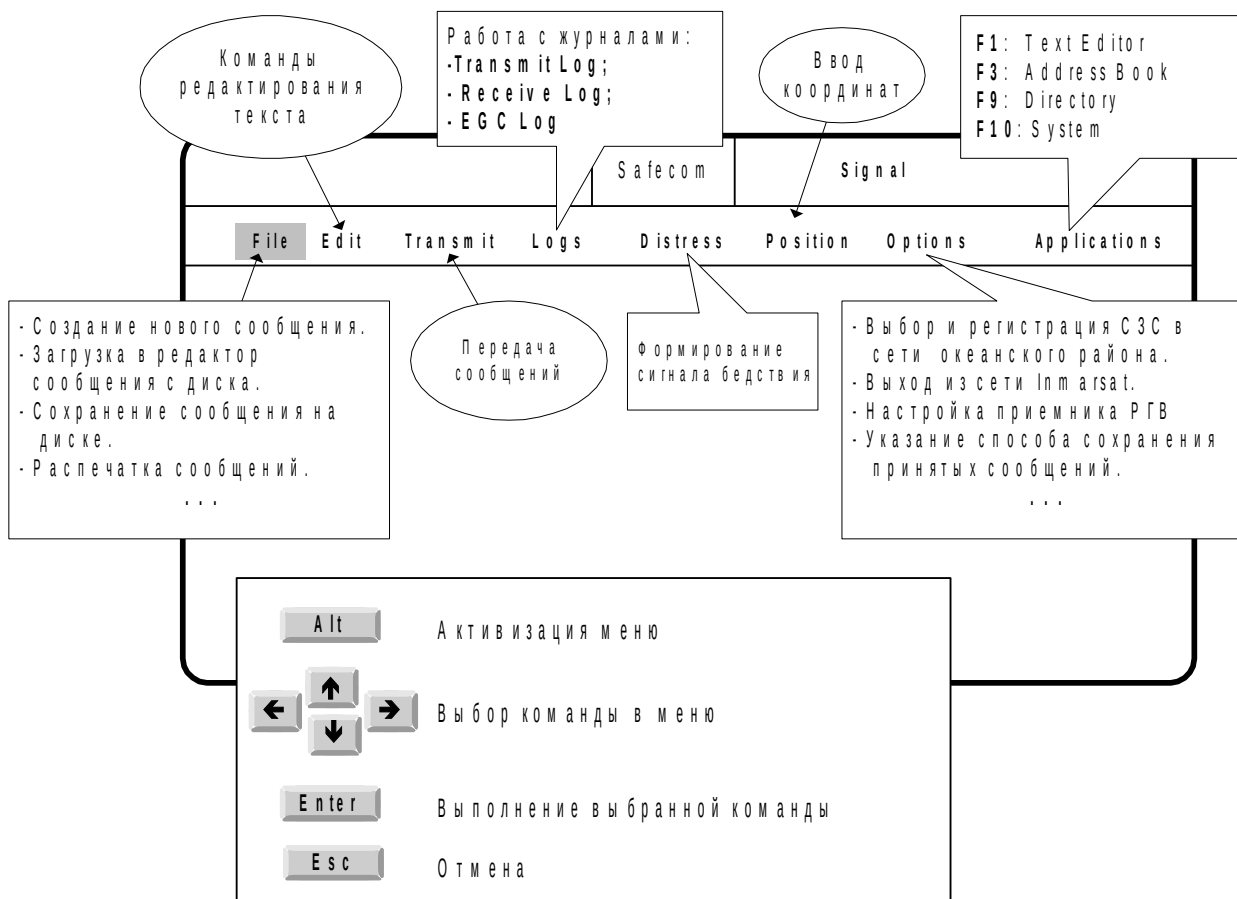 Команды
редактирования
текста
Работа с журналами:
-Transmit Log;
- Receive Log;
- EGC Log
Ввод
координат
F1: Text Editor
F3: Address Book
F9: Directory
F10: System
Safecom
Signal
File Edit Transmit Logs Distress Position Options Applications
- Создание нового сообщения.
- Загрузка в редактор
сообщения с диска.
- Сохранение сообщения на
диске.
- Распечатка сообщений.
...
Передача
сообщений
Формирование
сигнала бедствия
- Выбор и регистрация СЗС в
сети океанского района.
- Выход из сети Inmarsat.
- Настройка приемника РГВ
- Указание способа сохранения
принятых сообщений.
...
Alt Активизация меню
Выбор команды в меню
Enter Выполнение выбранной команды
Esc Отмена